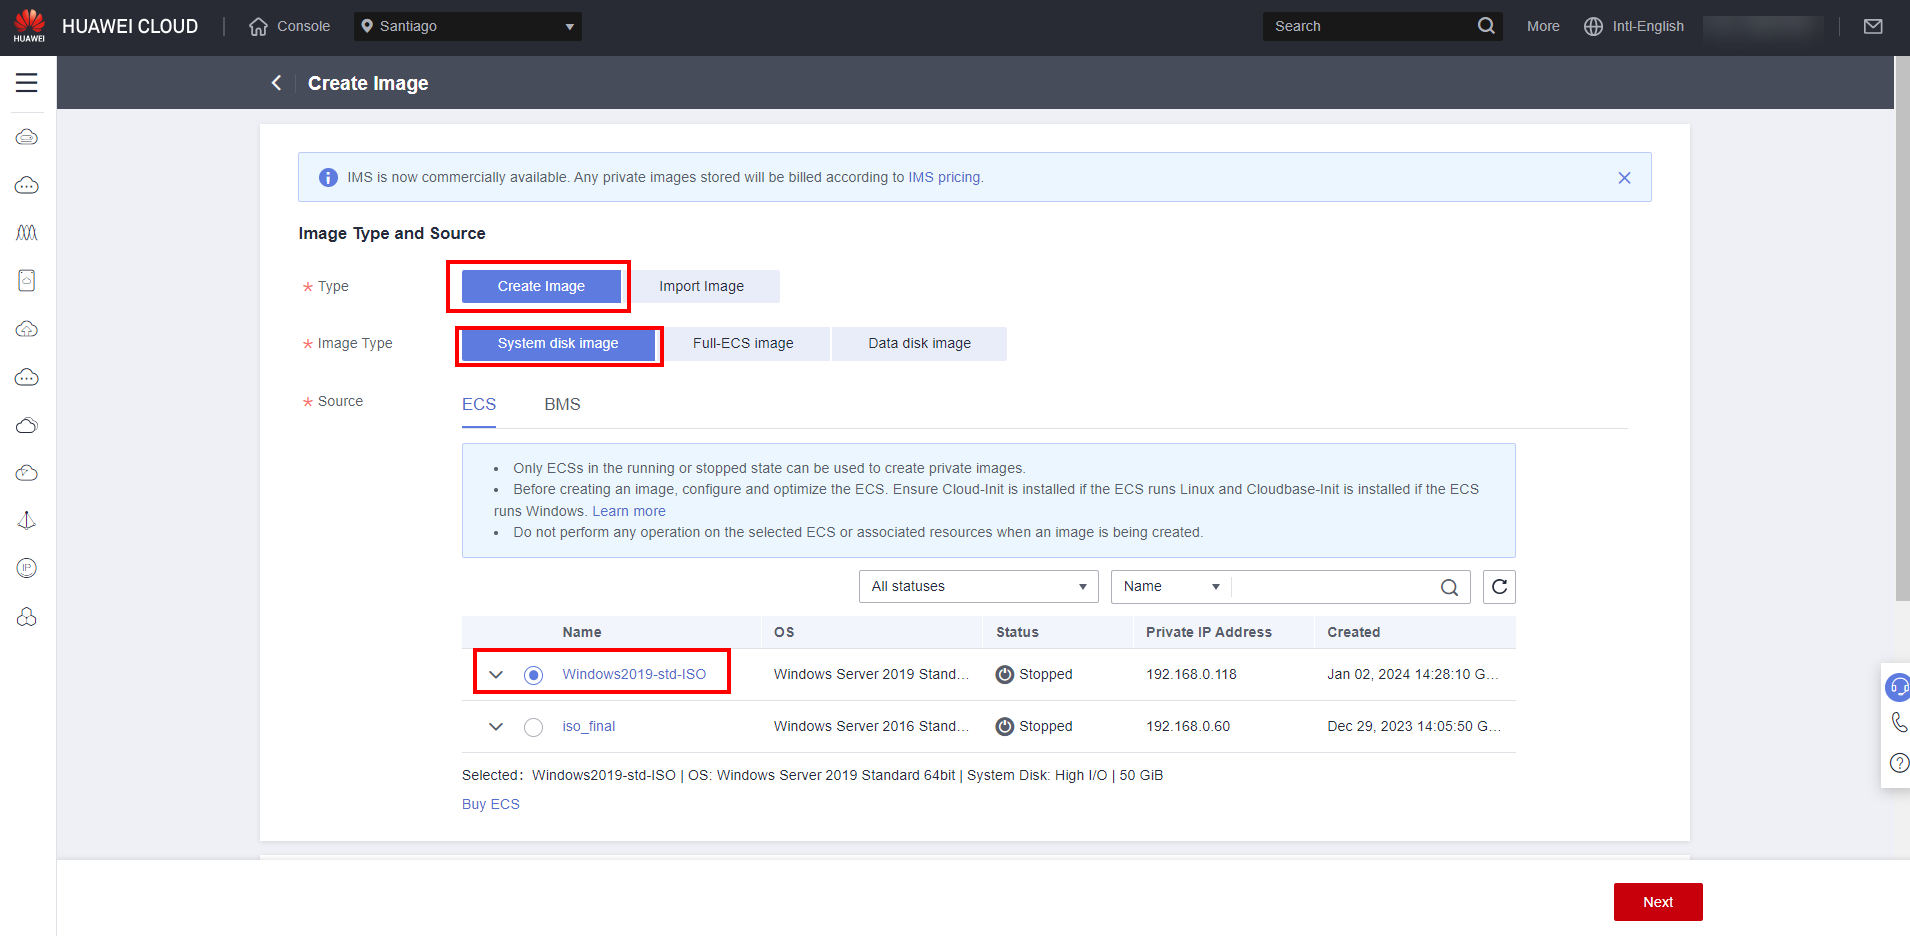 HUAWEI
HUAWEI CLOUD
Console
Santiago
Search
More
Intl-English
Create Image
IMS is now commercially available. Any private images stored will be billed according to IMS pricing.
Image Type and Source
* Type
Create Image
Import Image
* Image Type
System disk image
Full-ECS image
Data disk image
* Source
ECS
BMS
• Only ECSs in the running or stopped state can be used to create private images.
• Before creating an image, configure and optimize the ECS. Ensure Cloud-Init is installed if the ECS runs Linux and Cloudbase-Init is installed if the ECS
runs Windows. Learn more
• Do not perform any operation on the selected ECS or associated resources when an image is being created.
All statuses
Name
Name OS Status Private IP Address Created
Windows2019-std-ISO Windows Server 2019 Stand... Stopped 192.168.0.118 Jan 02, 2024 14:28:10 G...
iso_final Windows Server 2016 Stand... Stopped 192.168.0.60 Dec 29, 2023 14:05:50 G...
Selected: Windows2019-std-ISO | OS: Windows Server 2019 Standard 64bit | System Disk: High I/O | 50 GiB
Buy ECS
IP
Next